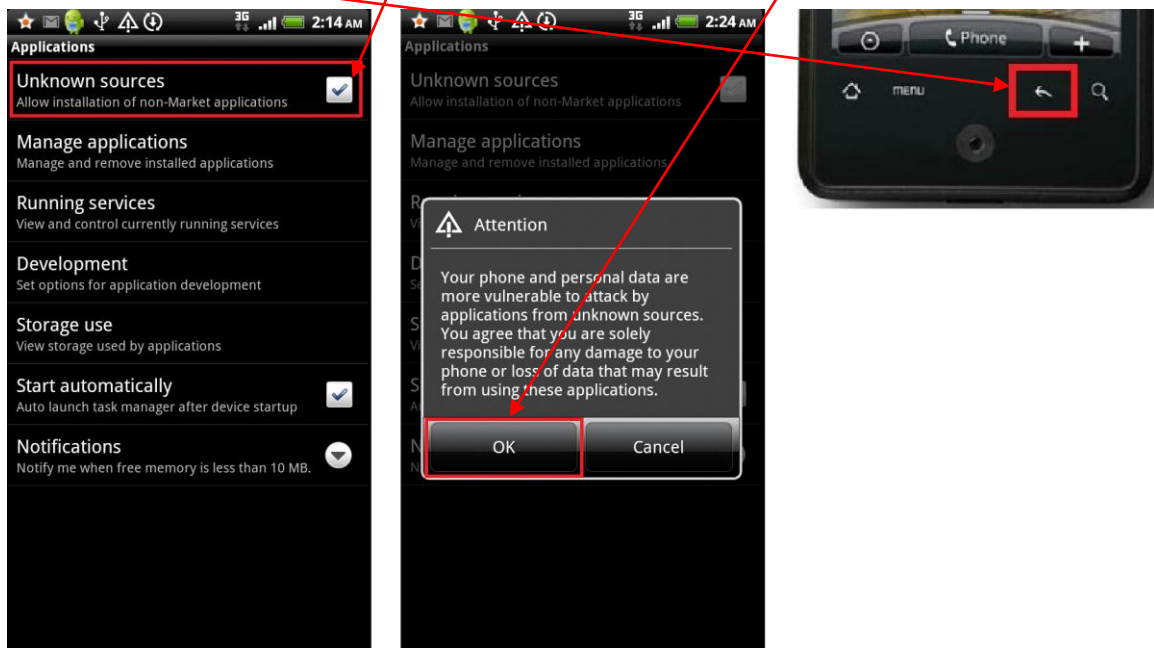 3G 2:14 AM
Applications
Unknown sources
Allow installation of non-Market applications
Manage applications
Manage and remove installed applications
Running services
View and control currently running services
Development
Set options for application development
Storage use
View storage used by applications
Start automatically
Auto launch task manager after device startup
Notifications
Notify me when free memory is less than 10 MB.
3G 2:24 AM
Applications
Unknown sources
Allow installation of non-Market applications
Manage applications
Manage and remove installed applications
Attention
Your phone and personal data are
more vulnerable to attack by
applications from unknown sources.
You agree that you are solely
responsible for any damage to your
phone or loss of data that may result
from using these applications.
OK Cancel
Phone
menu